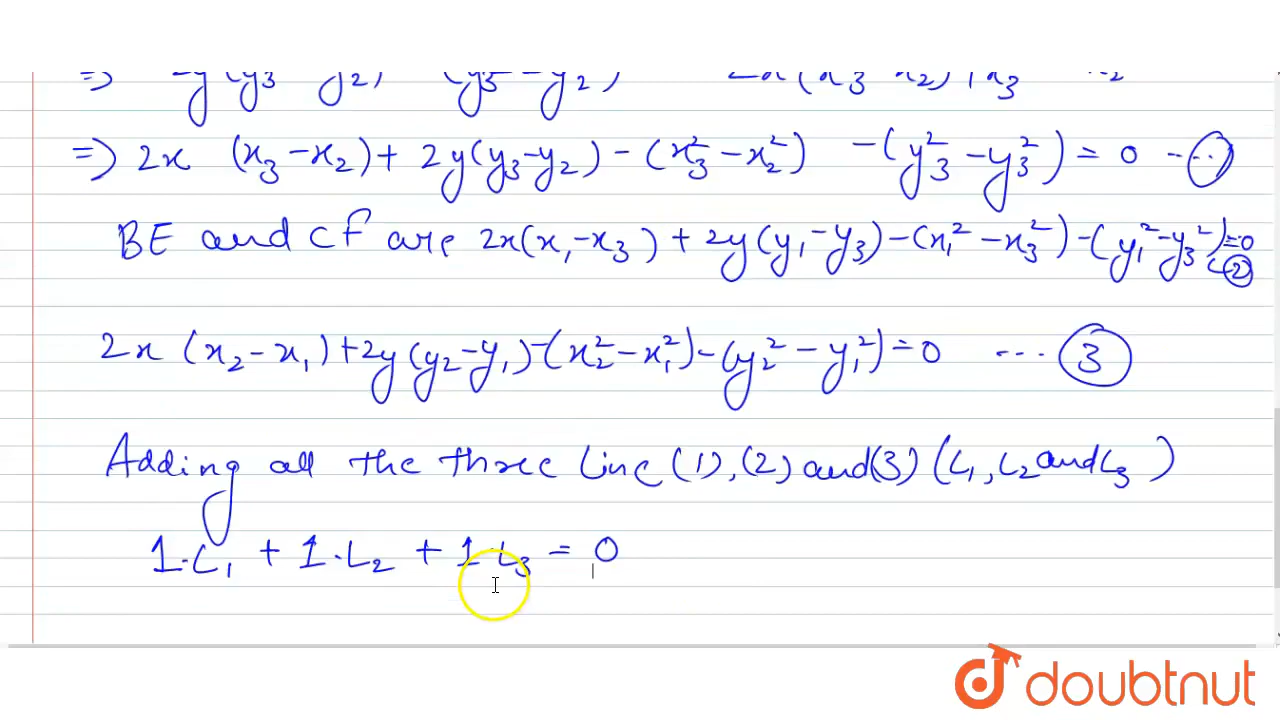 => 2x (x₃-x₂)+ 2y(y₃-y₂) - (x₃² - x₂²) - (y₃² - y₃²) = 0 ---
BE and CF are 2x(x₁-x₃) + 2y(y₁-y₃) - (x₁² - x₃²) - (y₁² - y₃²)=0
(2)
2x (x₂-x₁)+2y(y₂-y₁)-(x₂²-x₁²)-(y₂²-y₁²)=0 --- 3
Adding all the three line (1),(2) and (3) (L₁, L₂ and L₃)
1.L₁ + 1.L₂ + 1.L₃ = 0
doubtnut